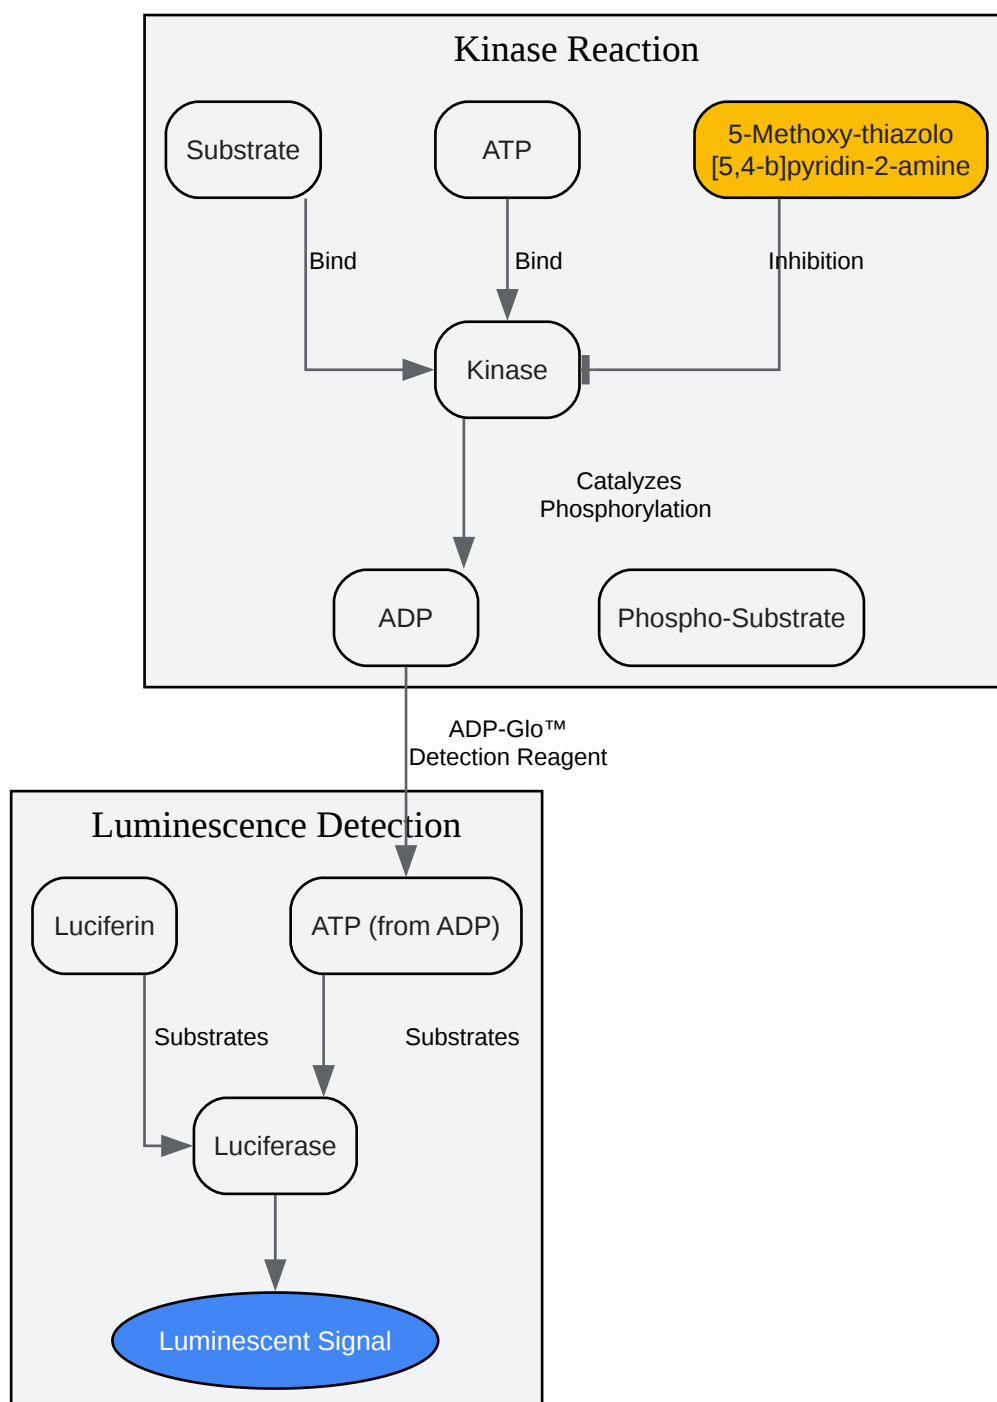 Kinase Reaction
Substrate
ATP
5-Methoxy-thiazolo
[5,4-b]pyridin-2-amine
Bind
Bind
Inhibition
Kinase
Catalyzes
Phosphorylation
ADP
Phospho-Substrate
ADP-Glo™
Detection Reagent
Luminescence Detection
Luciferin
ATP (from ADP)
Substrates
Substrates
Luciferase
Luminescent Signal